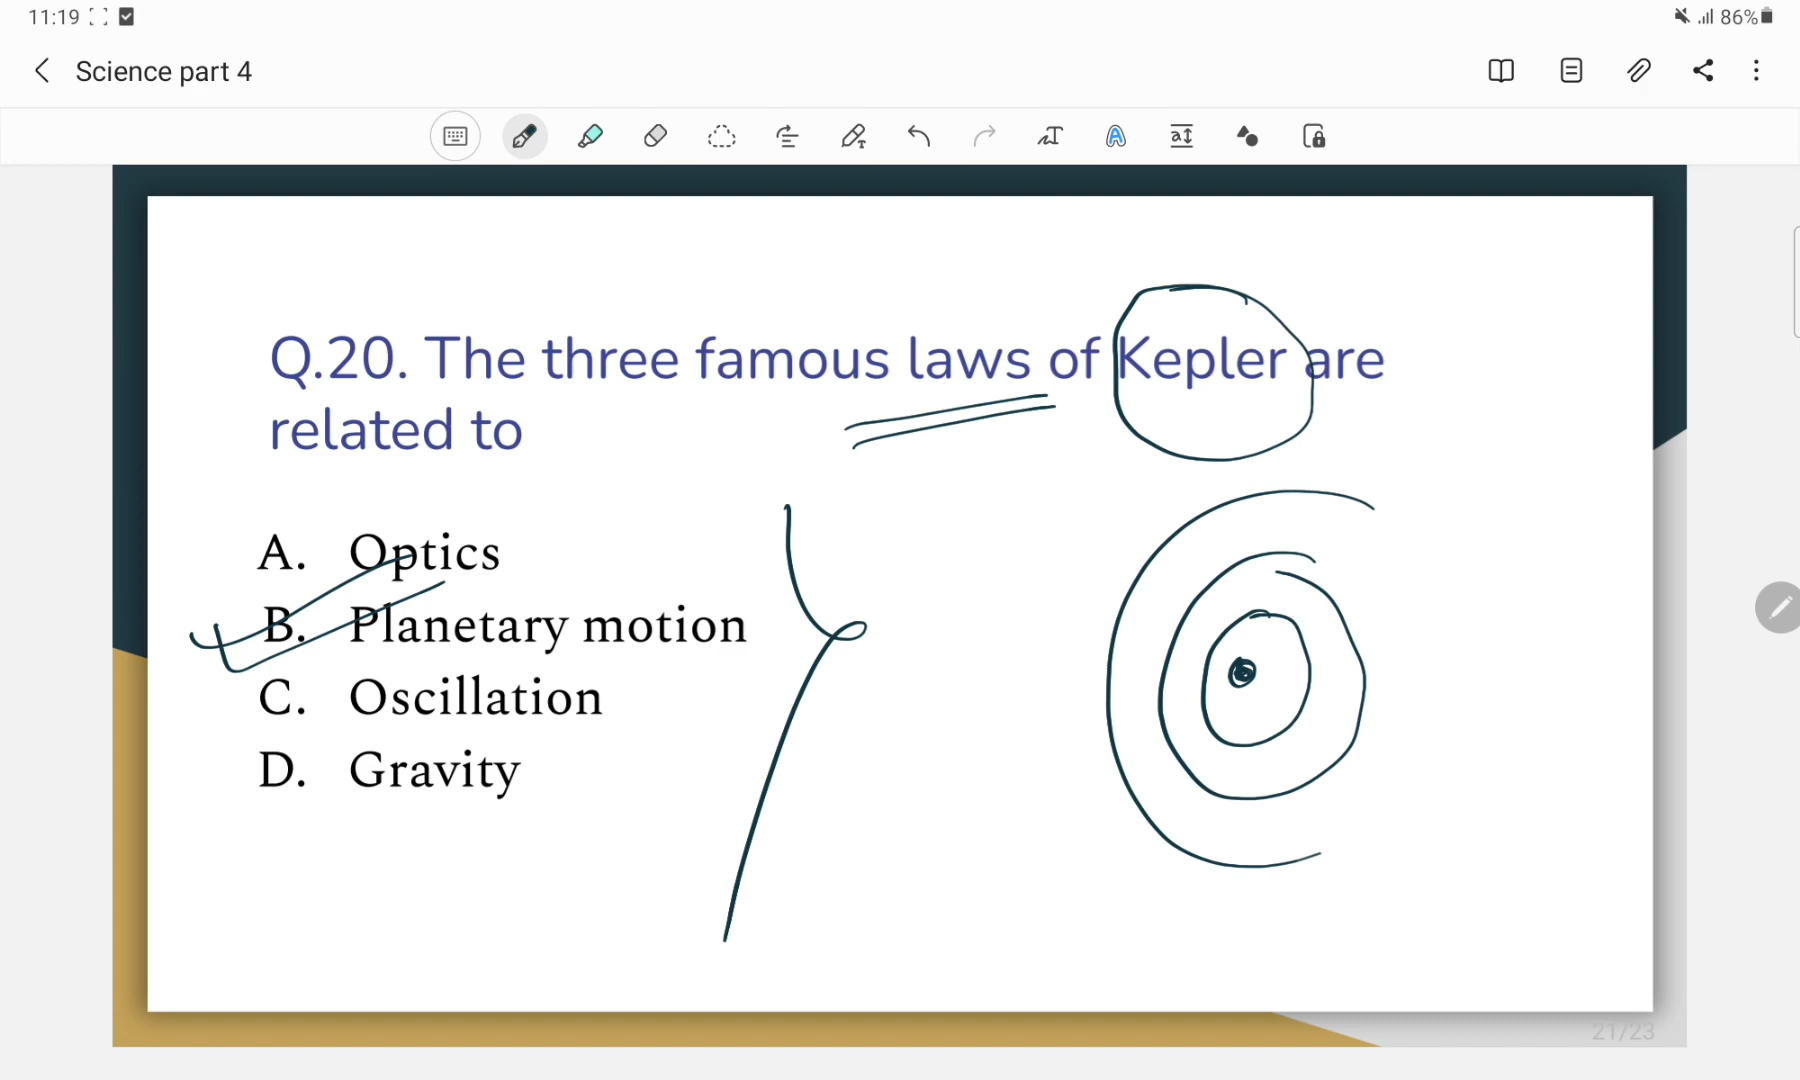 11:19
86%
Science part 4
Q.20. The three famous laws of Kepler are
related to
A. Optics
B. Planetary motion
C. Oscillation
D. Gravity
21/23